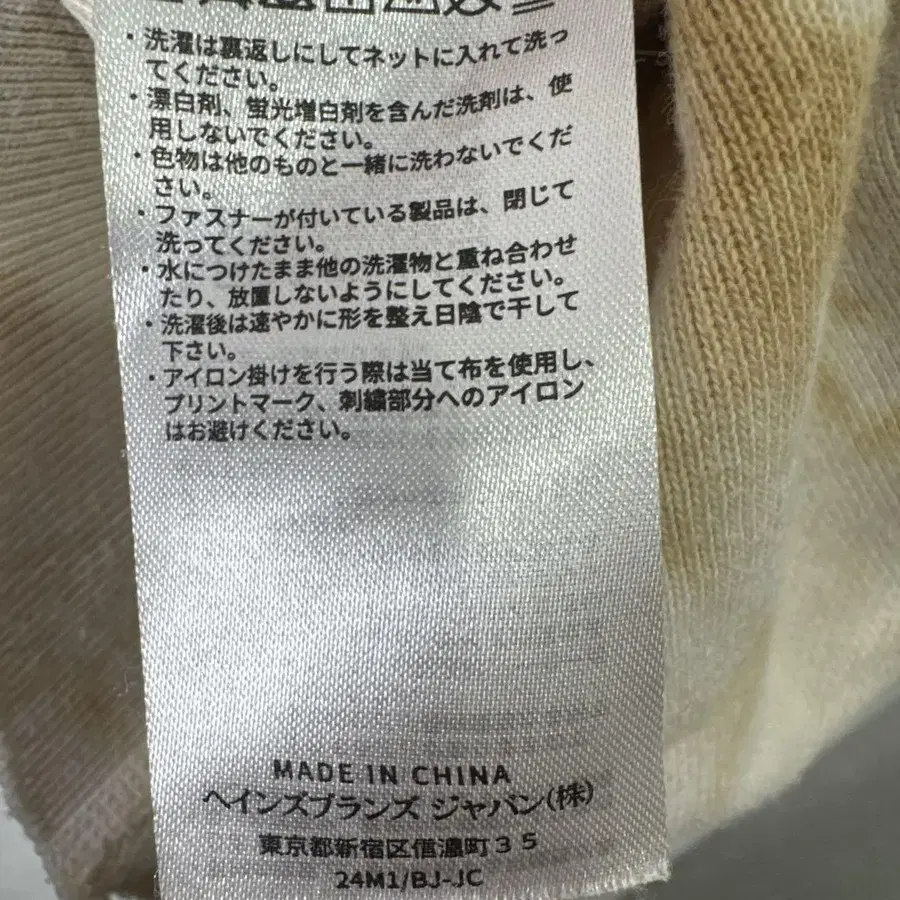 ・洗濯は裏返しにしてネットに入れて洗っ
てください。
・漂白剤、蛍光増白剤を含んだ洗剤は、使
用しないでください。
・色物は他のものと一緒に洗わないでくだ
さい。
・ファスナーが付いている製品は、閉じて
洗ってください。
・水につけたまま他の洗濯物と重ね合わせ
たり、放置しないようにしてください。
・洗濯後は速やかに形を整え日陰で干して
下さい。
・アイロン掛けを行う際は当て布を使用し、
プリントマーク、刺繍部分へのアイロン
はお避けください。
MADE IN CHINA
ヘインズブランズ ジャパン(株)
東京都新宿区信濃町35
24M1/BJ-JC